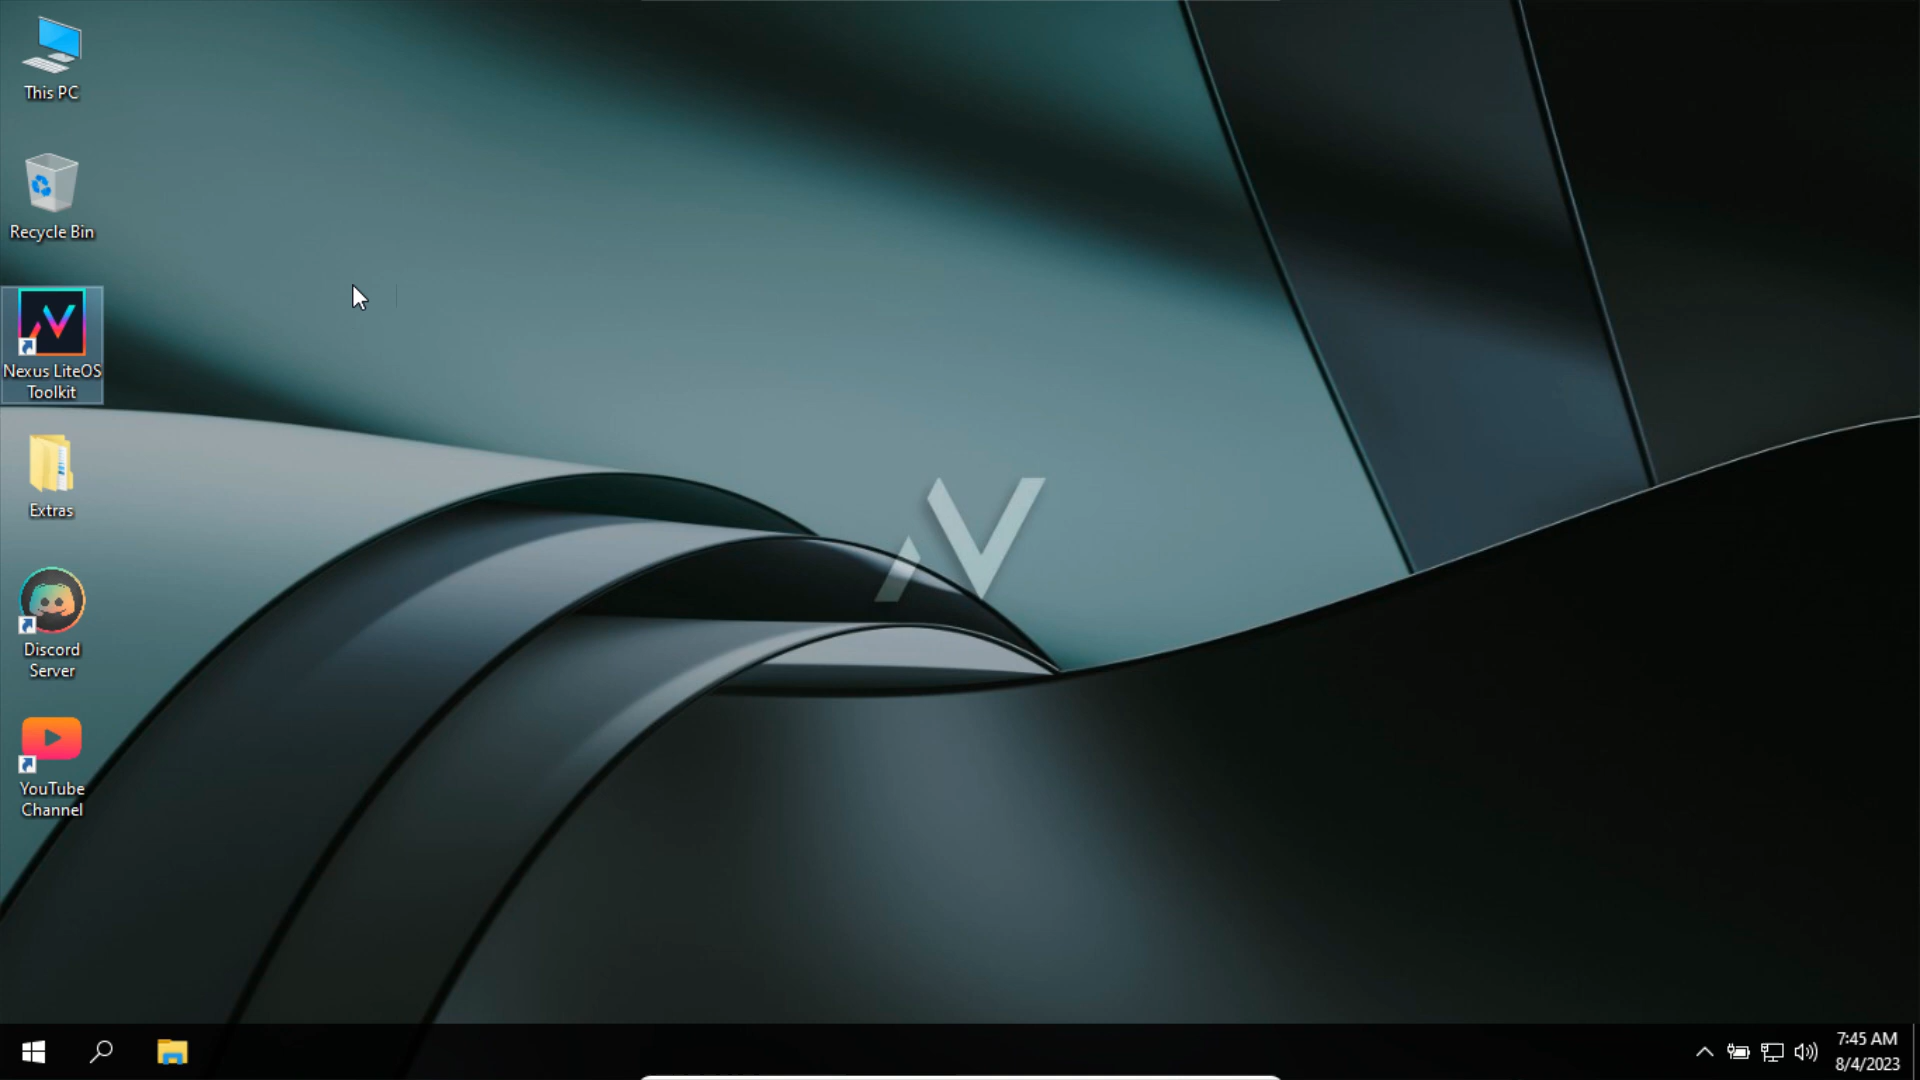 This PC
Recycle Bin
Nexus LiteOS
Toolkit
Extras
Discord
Server
YouTube
Channel
7:45 AM
8/4/2023